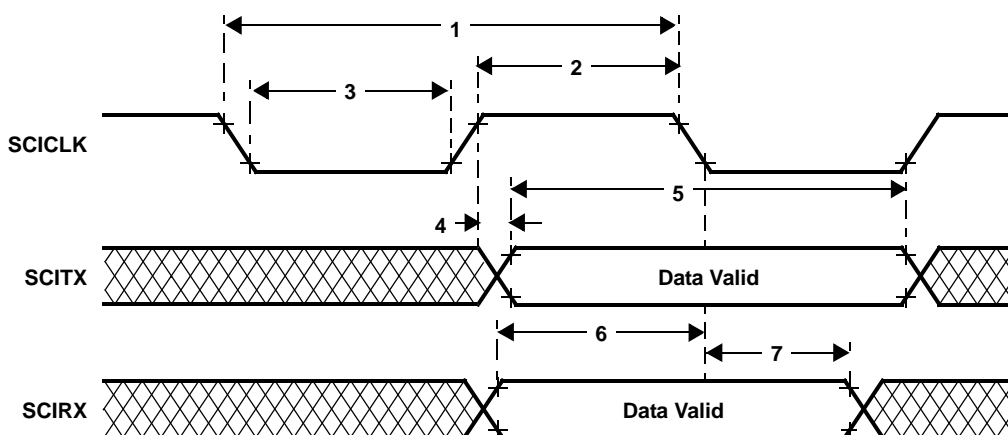 1
2
3
SCICLK
5
4
SCITX
Data Valid
6
7
SCIRX
Data Valid